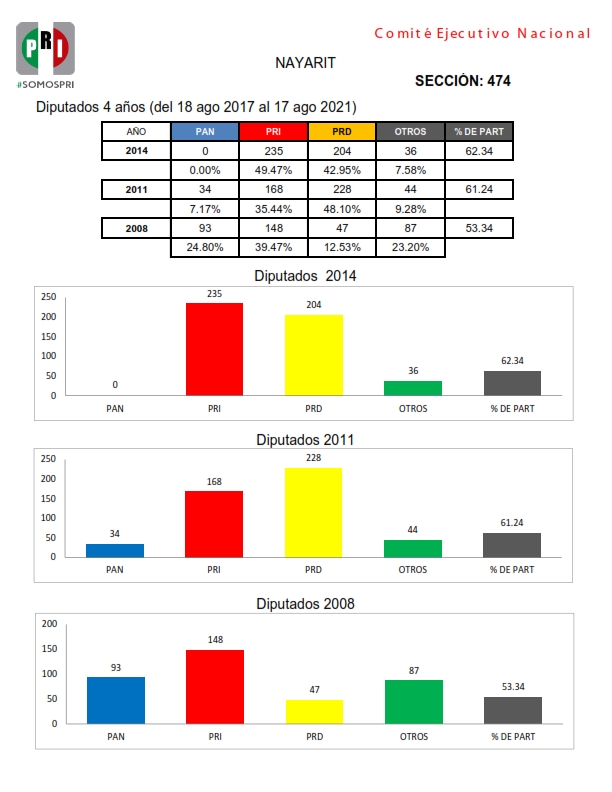 Comité Ejecutivo Nacional
PRI
#SOMOSPRI
NAYARIT
SECCIÓN: 474
Diputados 4 años (del 18 ago 2017 al 17 ago 2021)
AÑO PAN PRI PRD OTROS % DE PART
2014 0 235 204 36 62.34
0.00% 49.47% 42.95% 7.58%
2011 34 168 228 44 61.24
7.17% 35.44% 48.10% 9.28%
2008 93 148 47 87 53.34
24.80% 39.47% 12.53% 23.20%
Diputados 2014
250
200
150
100
50
0
0 235 204 36 62.34
PAN PRI PRD OTROS % DE PART
Diputados 2011
250
200
150
100
50
0
34 168 228 44 61.24
PAN PRI PRD OTROS % DE PART
Diputados 2008
200
150
100
50
0
93 148 47 87 53.34
PAN PRI PRD OTROS % DE PART